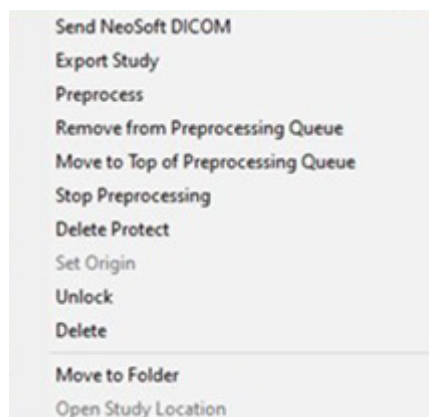 Send NeoSoft DICOM
Export Study
Preprocess
Remove from Preprocessing Queue
Move to Top of Preprocessing Queue
Stop Preprocessing
Delete Protect
Set Origin
Unlock
Delete
Move to Folder
Open Study Location